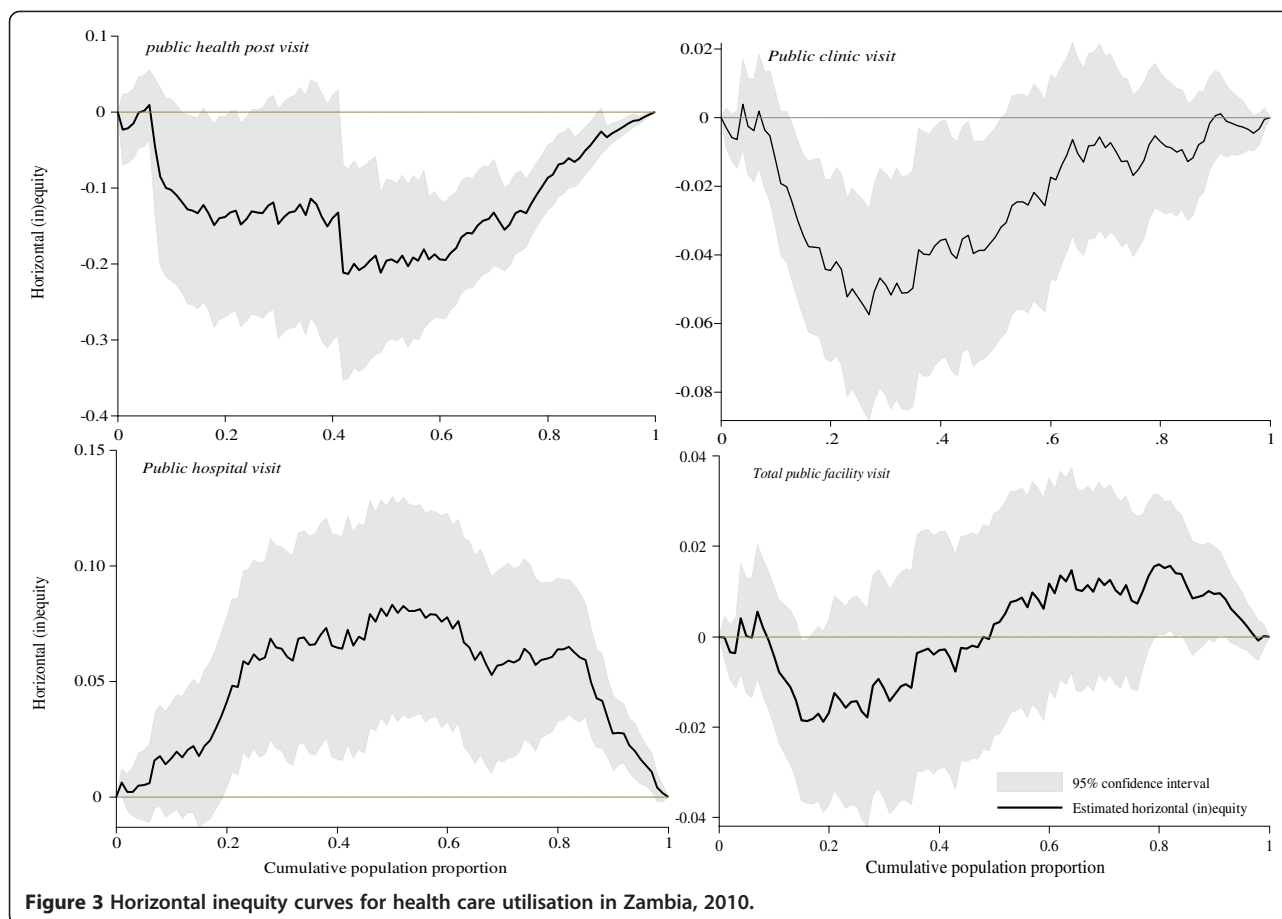 public health post visit
Horizontal (in)equity
0.1
0
-0.1
-0.2
-0.3
-0.4
0 0.2 0.4 0.6 0.8 1
Public clinic visit
0.02
0
-0.02
-0.04
-0.06
-0.08
0 .2 .4 .6 .8 1
Public hospital visit
Horizontal (in)equity
0.15
0.10
0.05
0
0 0.2 0.4 0.6 0.8 1
Cumulative population proportion
Total public facility visit
0.04
0.02
0
-0.02
-0.04
95% confidence interval
Estimated horizontal (in)equity
0 0.2 0.4 0.6 0.8 1
Cumulative population proportion
Figure 3 Horizontal inequity curves for health care utilisation in Zambia, 2010.